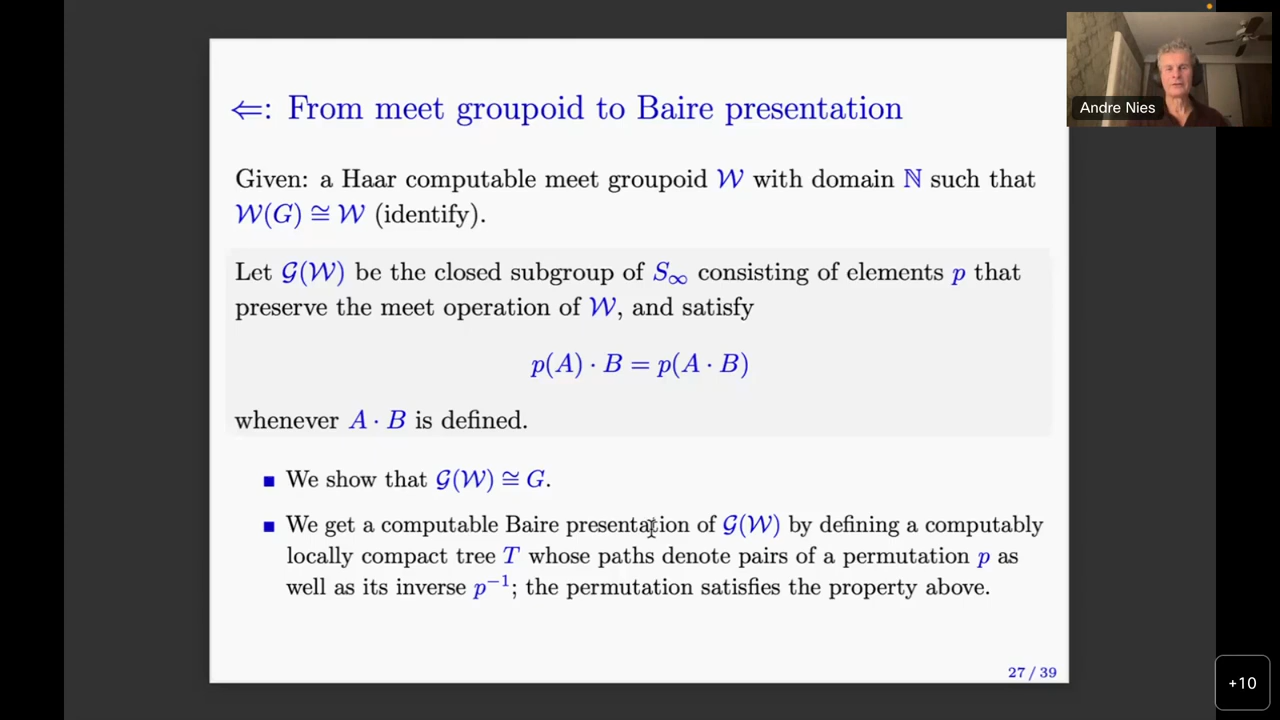 ⇐: From meet groupoid to Baire presentation
Andre Nies
Given: a Haar computable meet groupoid 𝒲 with domain ℕ such that
𝒲(G) ≅ 𝒲 (identify).
Let 𝒢(𝒲) be the closed subgroup of S∞ consisting of elements p that
preserve the meet operation of 𝒲, and satisfy
p(A) · B = p(A · B)
whenever A · B is defined.
■ We show that 𝒢(𝒲) ≅ G.
■ We get a computable Baire presentation of 𝒢(𝒲) by defining a computably
locally compact tree T whose paths denote pairs of a permutation p as
well as its inverse p⁻¹; the permutation satisfies the property above.
27 / 39
+10